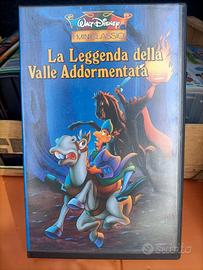 WALT DISNEY
I MINI CLASSICI
La Leggenda della
Valle Addormentata
Subito